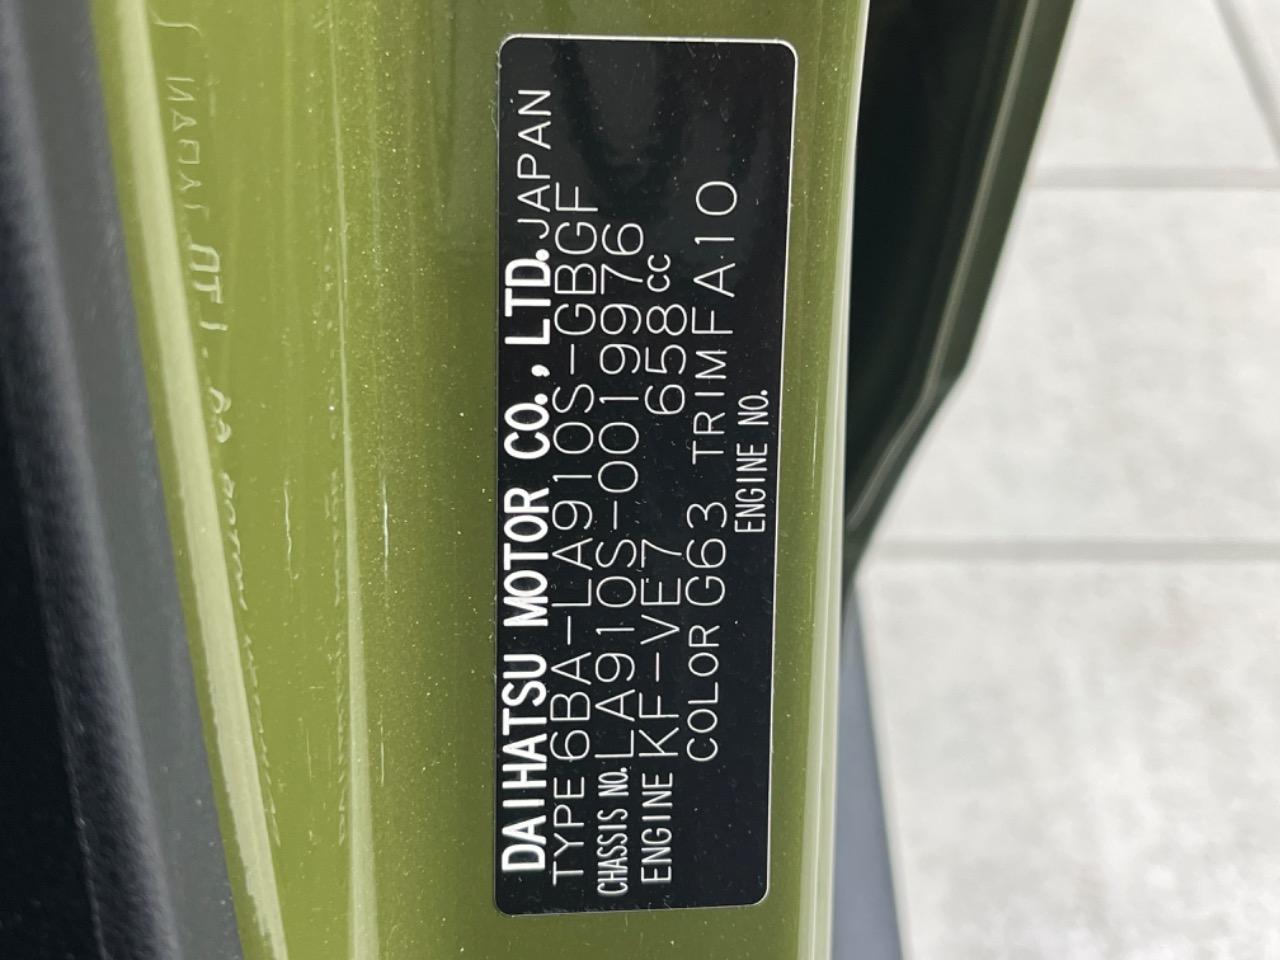 DAIHATSU MOTOR CO., LTD. JAPAN
TYPE 6BA-LA910S-GBGF
CHASSIS NO. LA910S-0019976
ENGINE KF-VE7 658cc
COLOR G63 TRIM FA10
ENGINE NO.